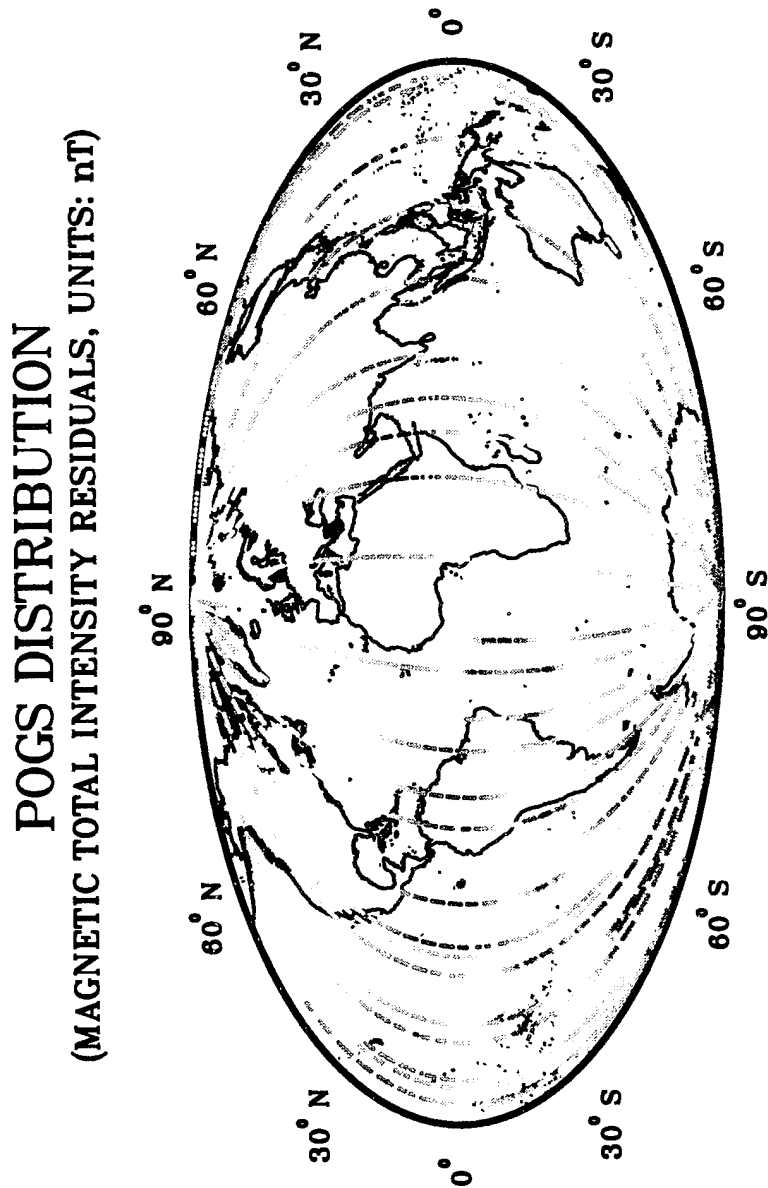 POGS DISTRIBUTION
(MAGNETIC TOTAL INTENSITY RESIDUALS, UNITS: nT)
90° N
60° N
60° N
30° N
30° N
0°
0°
30° S
30° S
60° S
60° S
90° S